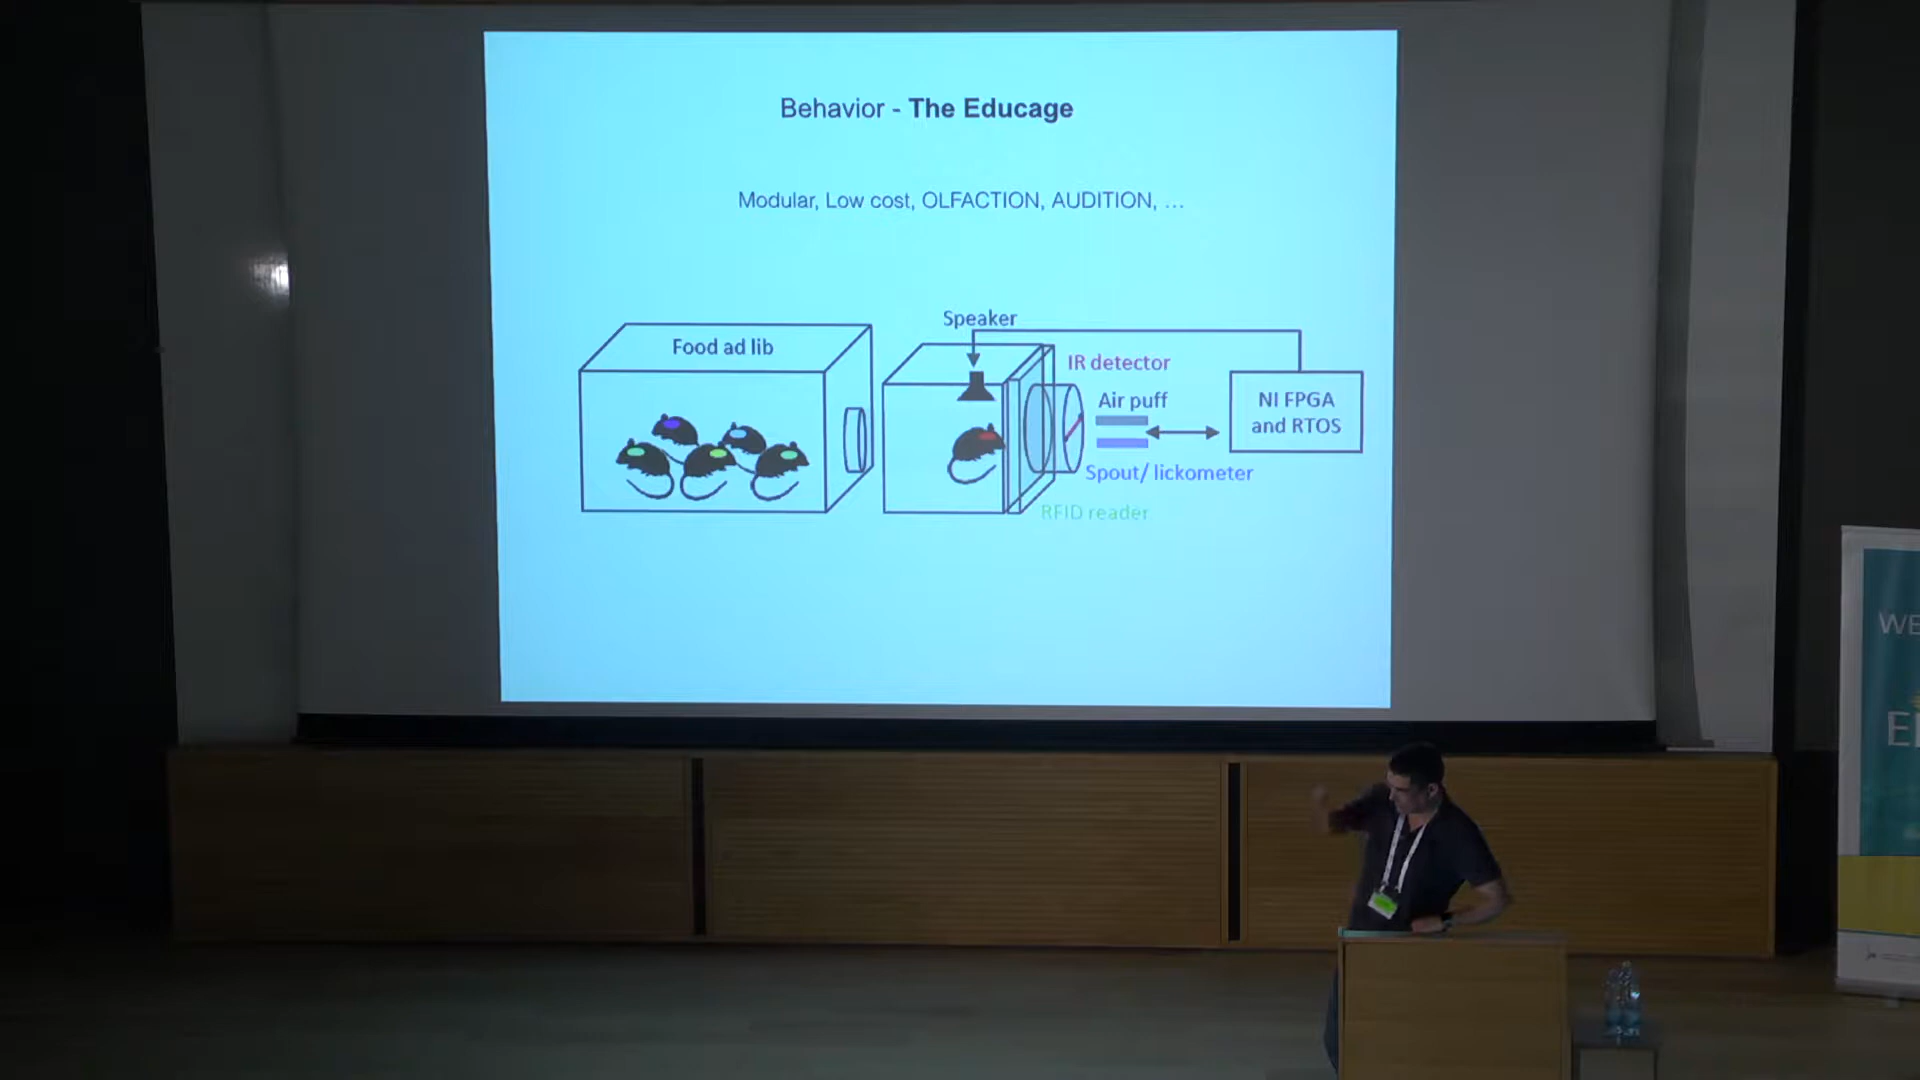 Behavior - The Educage
Modular, Low cost, OLFACTION, AUDITION, ...
Speaker
Food ad lib
IR detector
Air puff
NI FPGA
and RTOS
Spout/ lickometer
RFID reader
WE